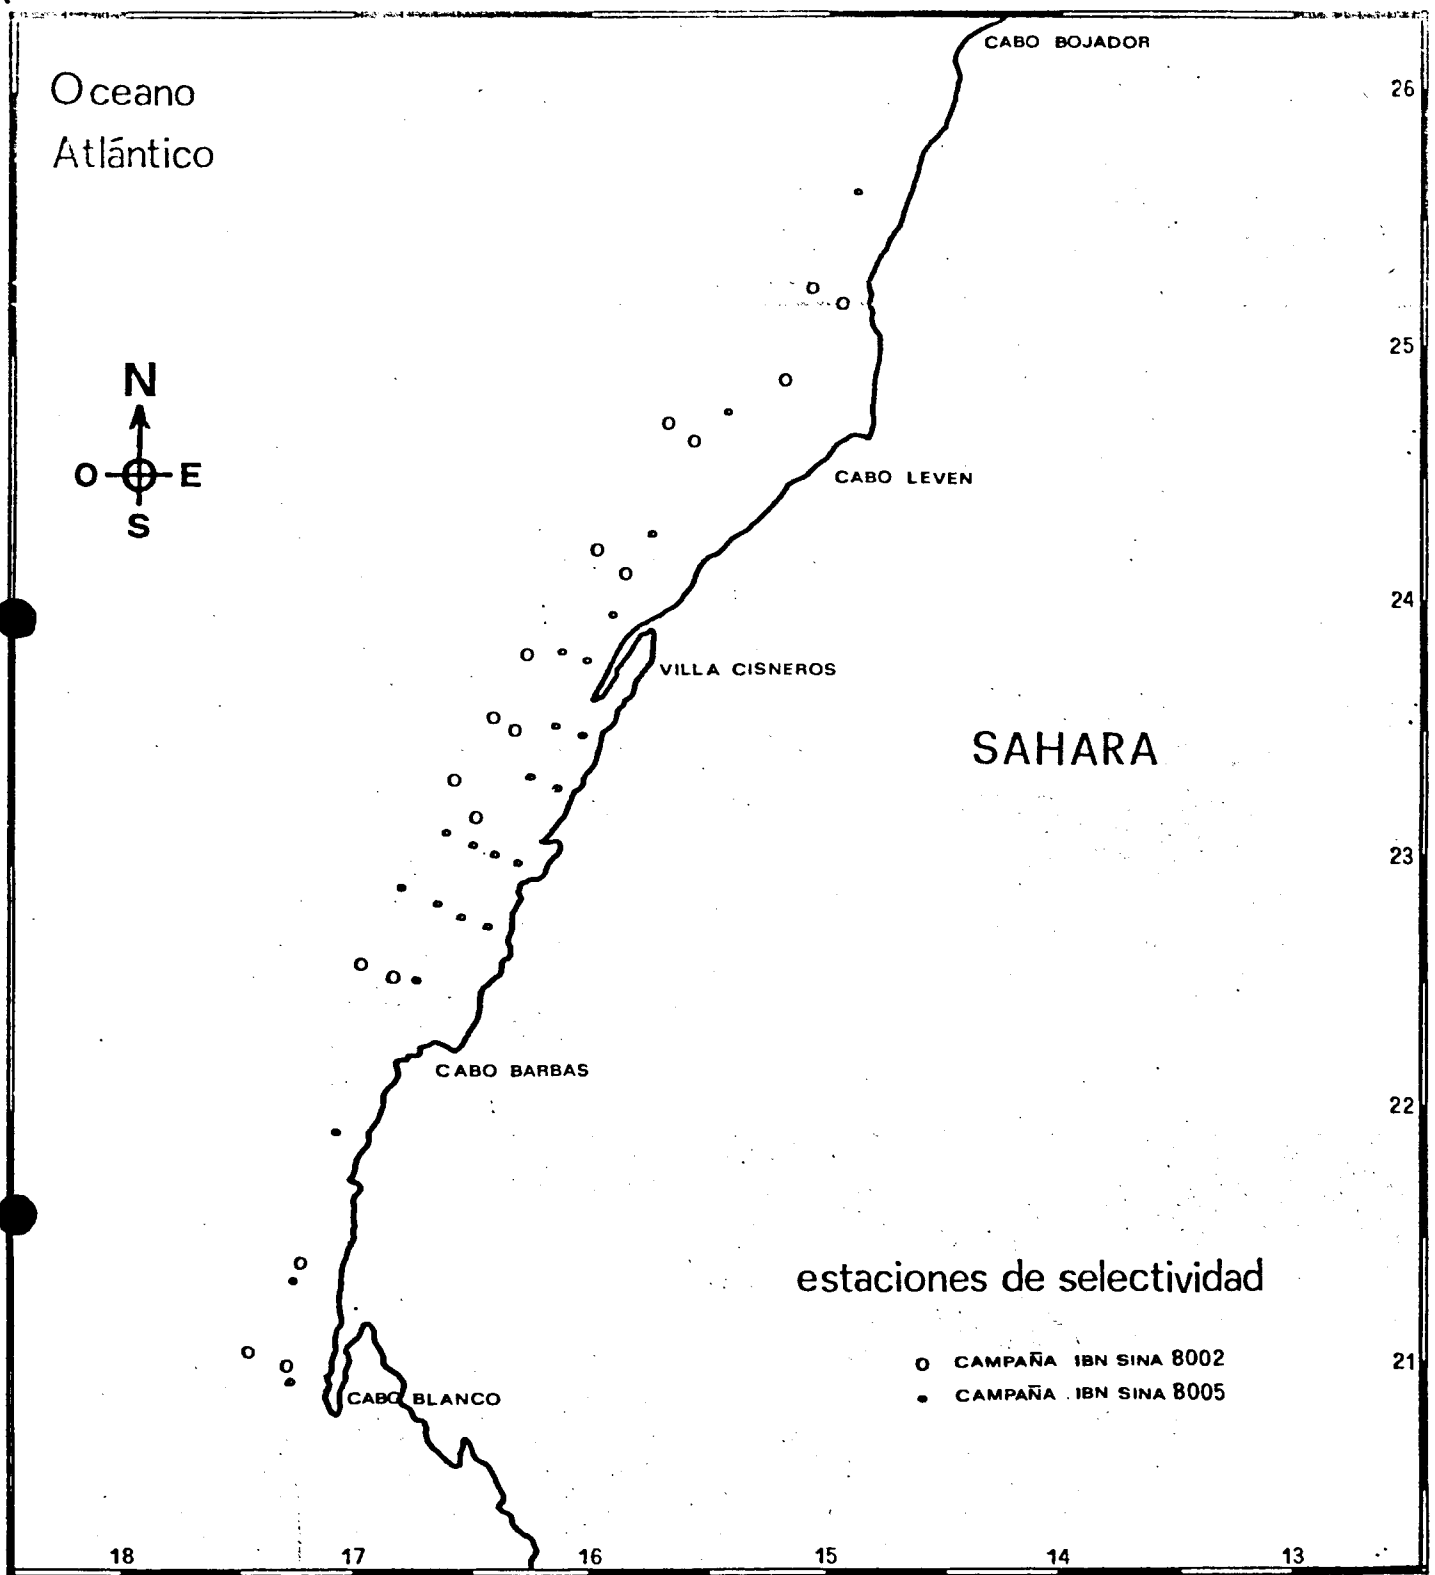 CABO BOJADOR
Oceano
Atlántico
26
25
N
O E
S
CABO LEVEN
24
VILLA CISNEROS
SAHARA
23
CABO BARBAS
22
estaciones de selectividad
o CAMPAÑA IBN SINA 8002
• CAMPAÑA IBN SINA 8005
21
CABO BLANCO
18 17 16 15 14 13